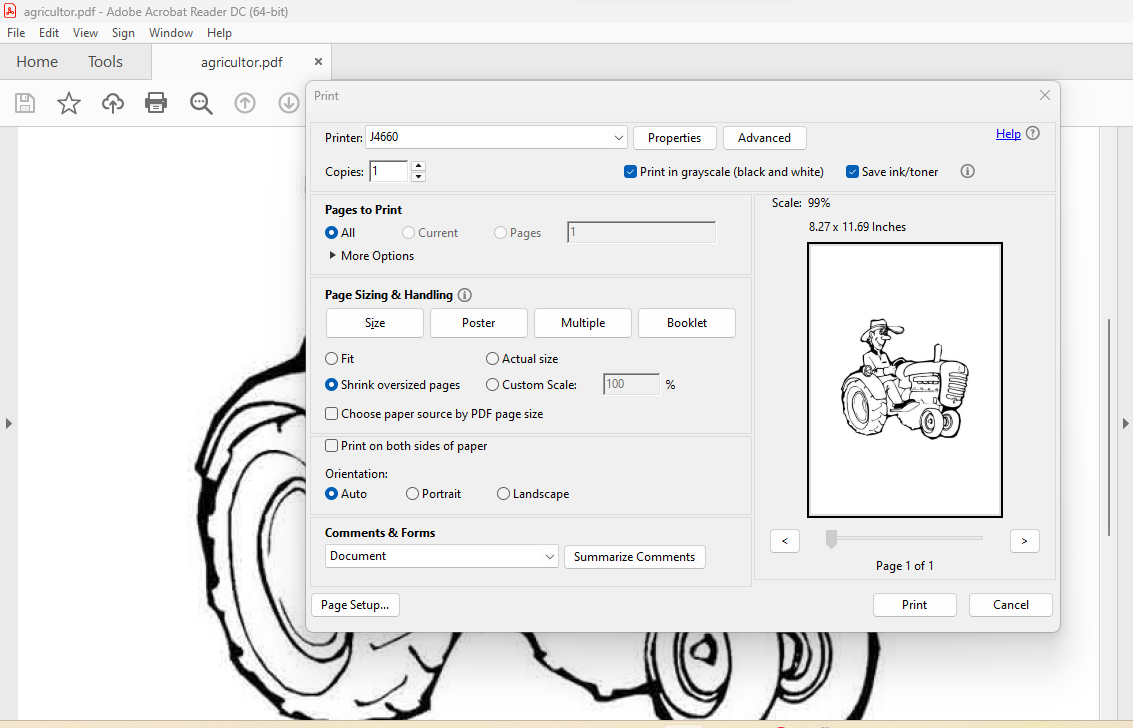 agricultor.pdf - Adobe Acrobat Reader DC (64-bit)
File Edit View Sign Window Help
Home Tools agricultor.pdf ×
Print
Printer: J4660 Properties Advanced Help ?
Copies: 1 Print in grayscale (black and white) Save ink/toner
Pages to Print
All Current Pages 1
More Options
Page Sizing & Handling
Size Poster Multiple Booklet
Fit Actual size
Shrink oversized pages Custom Scale: 100 %
Choose paper source by PDF page size
Print on both sides of paper
Orientation:
Auto Portrait Landscape
Comments & Forms
Document Summarize Comments
Scale: 99%
8.27 x 11.69 Inches
< >
Page 1 of 1
Page Setup... Print Cancel